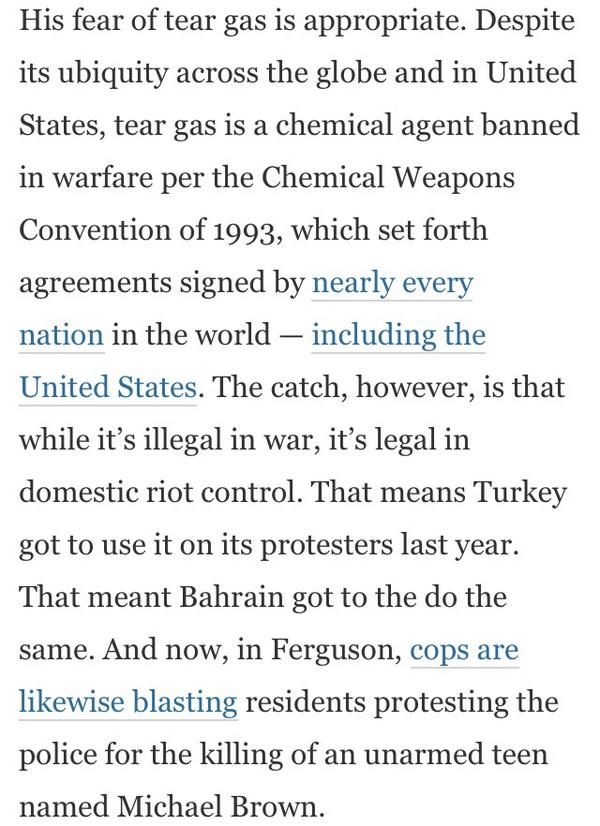 His fear of tear gas is appropriate. Despite
its ubiquity across the globe and in United
States, tear gas is a chemical agent banned
in warfare per the Chemical Weapons
Convention of 1993, which set forth
agreements signed by nearly every
nation in the world — including the
United States. The catch, however, is that
while it’s illegal in war, it’s legal in
domestic riot control. That means Turkey
got to use it on its protesters last year.
That meant Bahrain got to the do the
same. And now, in Ferguson, cops are
likewise blasting residents protesting the
police for the killing of an unarmed teen
named Michael Brown.